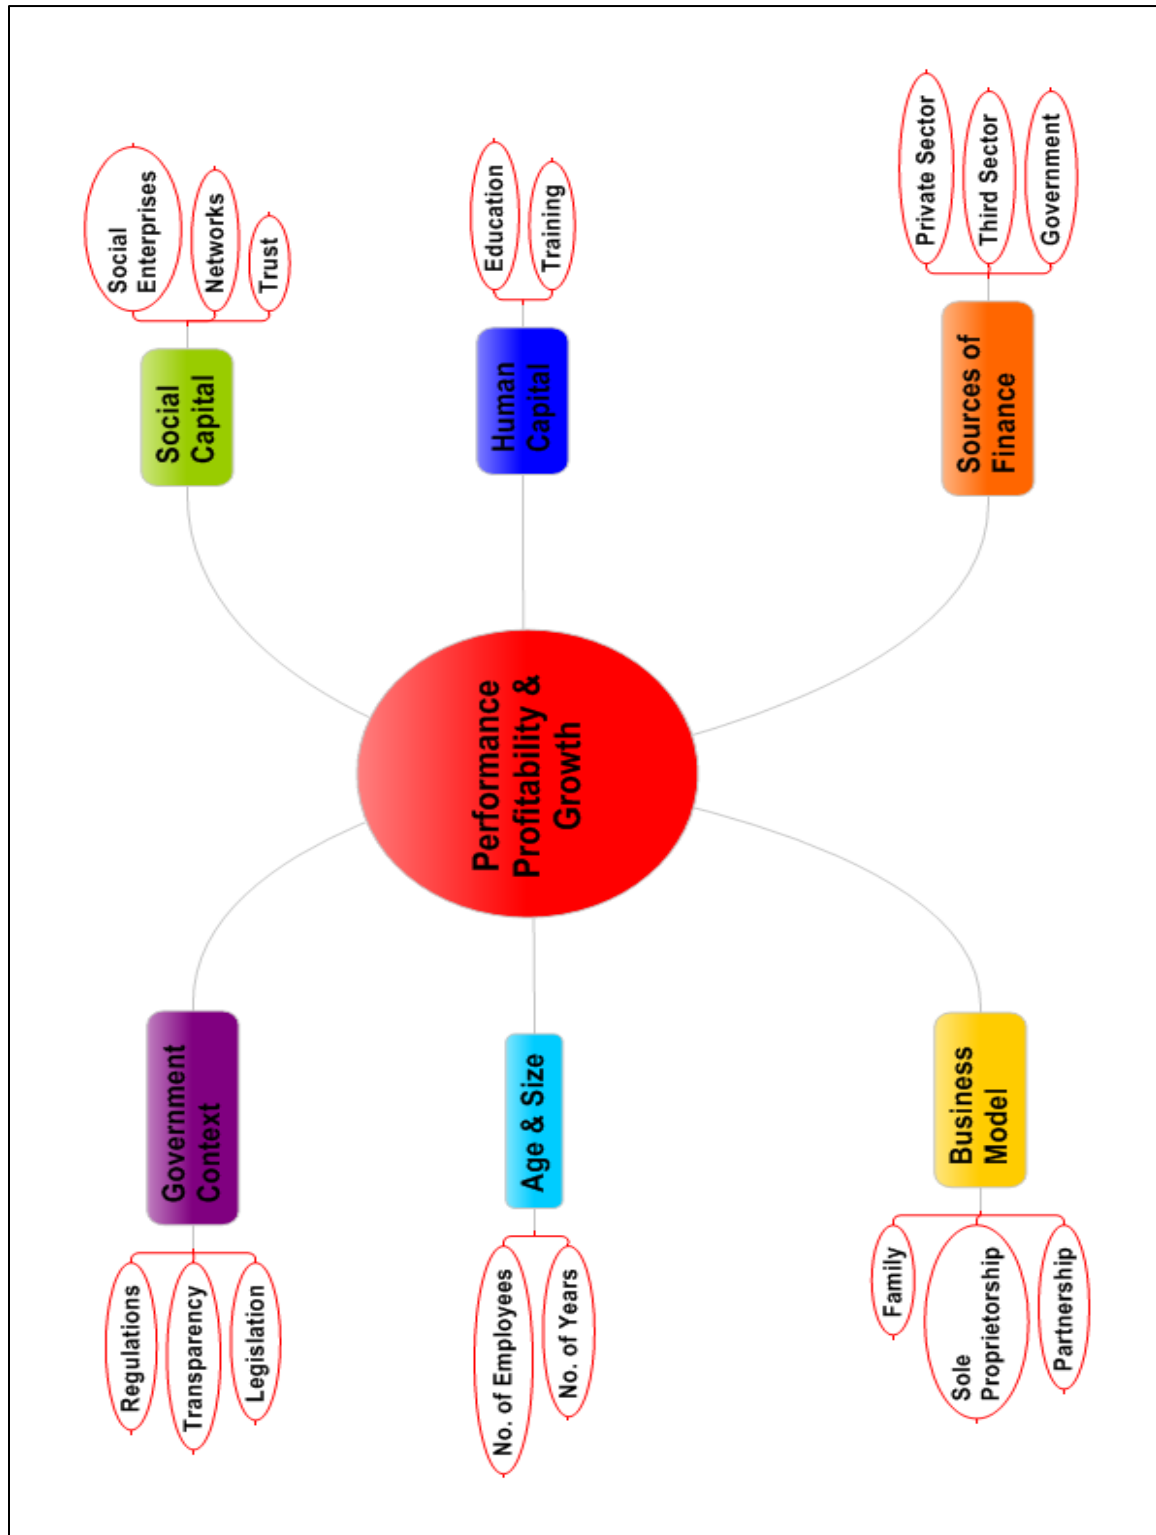 Regulations
Transparency
Legislation
Government
Context
Social
Capital
Social
Enterprises
Networks
Trust
No. of Employees
No. of Years
Age & Size
Performance
Profitability &
Growth
Human
Capital
Education
Training
Family
Sole
Proprietorship
Partnership
Business
Model
Sources of
Finance
Private Sector
Third Sector
Government